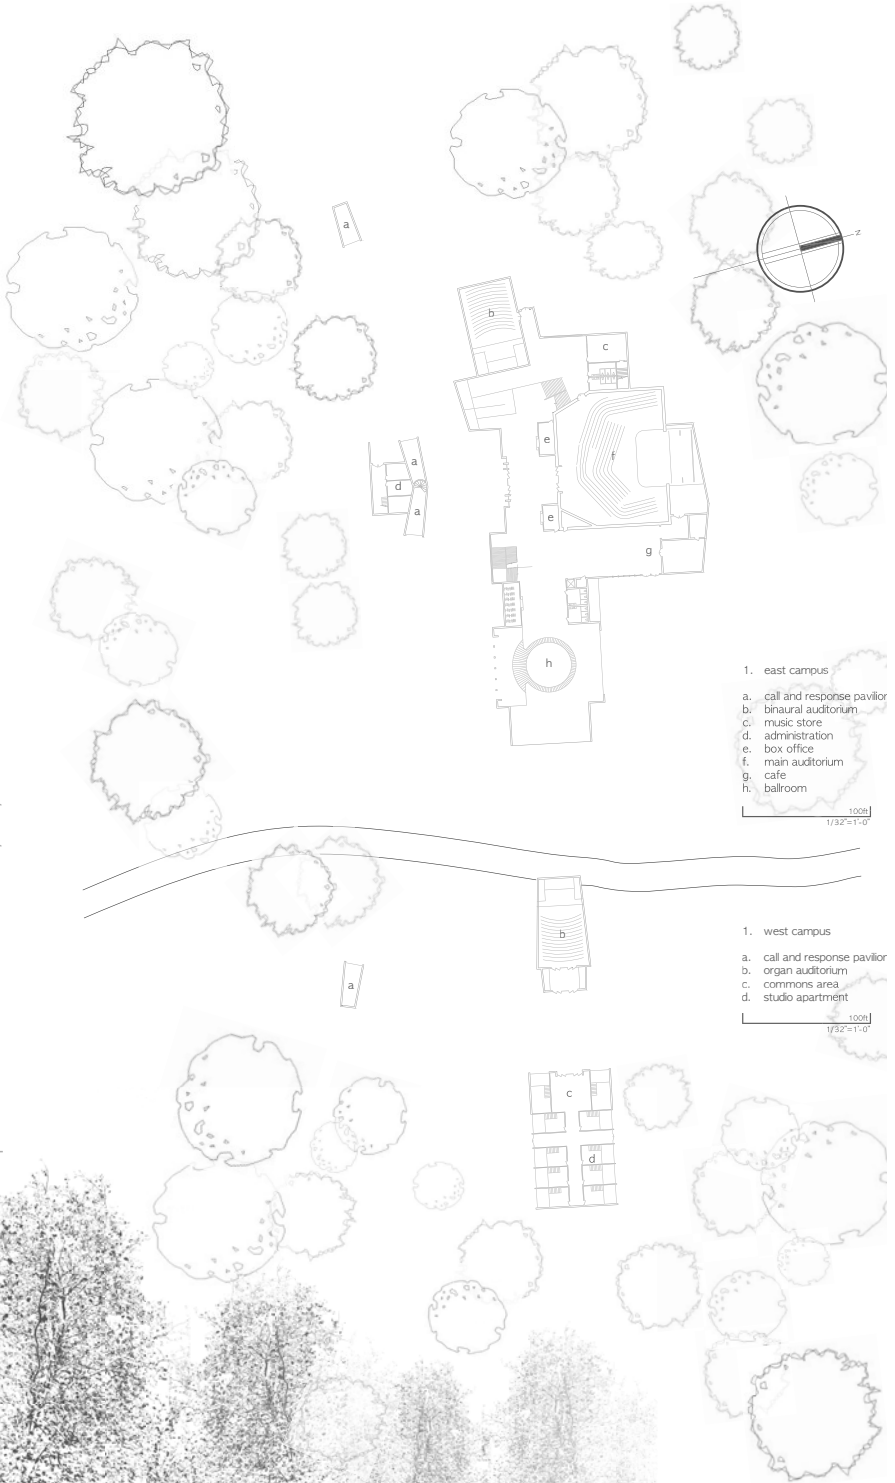 a
N
b
c
e
f
a
d
a
e
g
h
1. east campus
a. call and response pavilion
b. binaural auditorium
c. music store
d. administration
e. box office
f. main auditorium
g. cafe
h. ballroom
100ft
1/32"=1'-0"
b
a
1. west campus
a. call and response pavilion
b. organ auditorium
c. commons area
d. studio apartment
100ft
1/32"=1'-0"
c
d